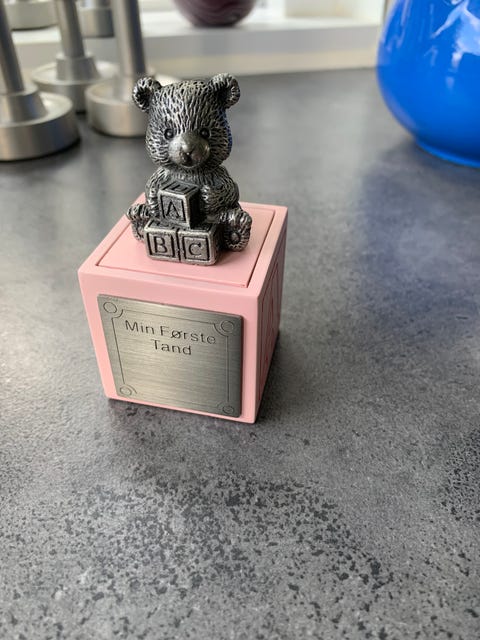 A
B C
Min Første
Tand